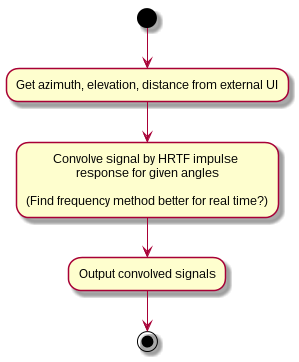 Get azimuth, elevation, distance from external UI
Convolve signal by HRTF impulse
response for given angles
(Find frequency method better for real time?)
Output convolved signals